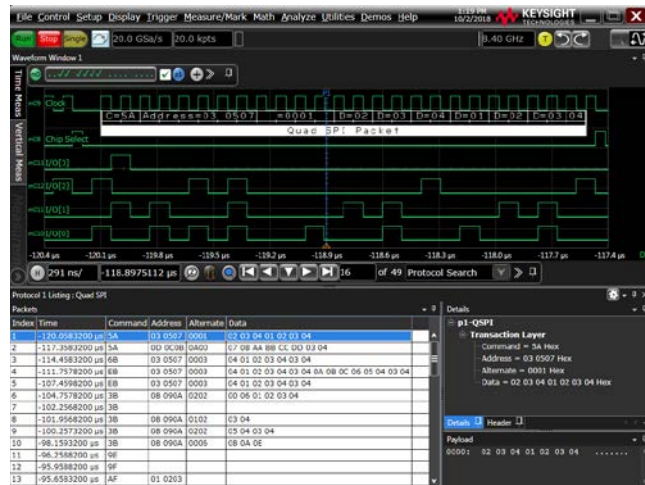 File Control Setup Display Trigger Measure/Mark Math Analyze Utilities Demos Help
1:19 PM
10/2/2018
KEYSIGHT
TECHNOLOGIES
Run Stop Single 20.0 GSa/s 20.0 kpts 8.40 GHz T
Waveform Window 1
Time Meas
Vertical Meas
Clock
C=5A Address=03 0507 =0001 D=02 D=03 D=04 D=01 D=02 D=03 04
Quad SPI Packet
Chip Select
I/O[3]
I/O[2]
I/O[1]
I/O[0]
-120.4 µs -120.1 µs -119.8 µs -119.5 µs -119.2 µs -118.9 µs -118.6 µs -118.3 µs -118.0 µs -117.7 µs -117.4 µs
H 291 ns/ -118.8975112 µs 16 of 49 Protocol Search
Protocol 1 Listing : Quad SPI
Packets
Index Time Command Address Alternate Data
1 -120.0583200 µs 5A 03 0507 0001 02 03 04 01 02 03 04
2 -117.3583200 µs 5A 0D 0C0B 0A00 07 08 AA BB CC DD 03 04
3 -114.4583200 µs 6B 03 0507 0003 04 01 02 03 04 03 04
4 -111.7578200 µs EB 03 0507 0003 04 01 02 03 04 03 04 0A 0B 0C 06 05 04 03 04
5 -107.4598200 µs EB 03 0507 0003 04 01 02 03 04 03 04
6 -104.7578200 µs 3B 08 090A 0202 00 06 01 02 03 04
7 -102.2568200 µs 3B
8 -101.9568200 µs 3B 08 090A 0102 03 04
9 -100.2573200 µs 3B 08 090A 0202 05 04 03 04
10 -98.1593200 µs 3B 08 090A 0006 0B 0A 0E
11 -96.2588200 µs 9F
12 -95.9588200 µs 9F
13 -95.6583200 µs AF 01 0203
Details
p1-QSPI
Transaction Layer
Command = 5A Hex
Address = 03 0507 Hex
Alternate = 0001 Hex
Data = 02 03 04 01 02 03 04 Hex
Details Header
Payload
0000: 02 03 04 01 02 03 04 .......